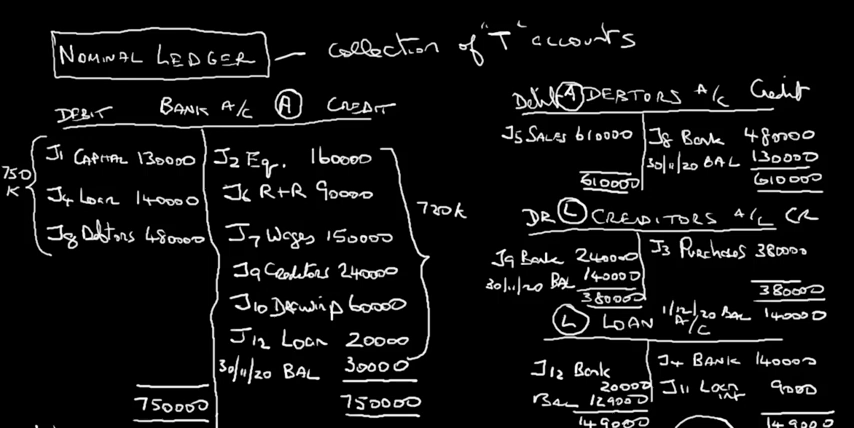 NOMINAL LEDGER — collection of "T" accounts
DEBIT BANK A/C (A) CREDIT
J1 CAPITAL 130000 J2 Eq. 160000
J4 Loan 140000 J6 R+R 90000
J8 Debtors 480000 J7 Wages 150000
750 K
J9 Creditors 240000
J10 Drawings 60000
J12 Loan 20000
30/11/20 BAL 30000
720k
750000 750000
Debit (A) DEBTORS A/C Credit
J5 SALES 610000 J8 Bank 480000
30/11/20 BAL 130000
610000 610000
DR (L) CREDITORS A/C CR
J9 Bank 240000 J3 Purchases 380000
30/11/20 BAL 140000
380000 380000
1/12/20 BAL 140000
(L) LOAN A/C
J12 Bank 20000 J4 BANK 140000
BAL 129000 J11 Loan int 9000
149000 149000